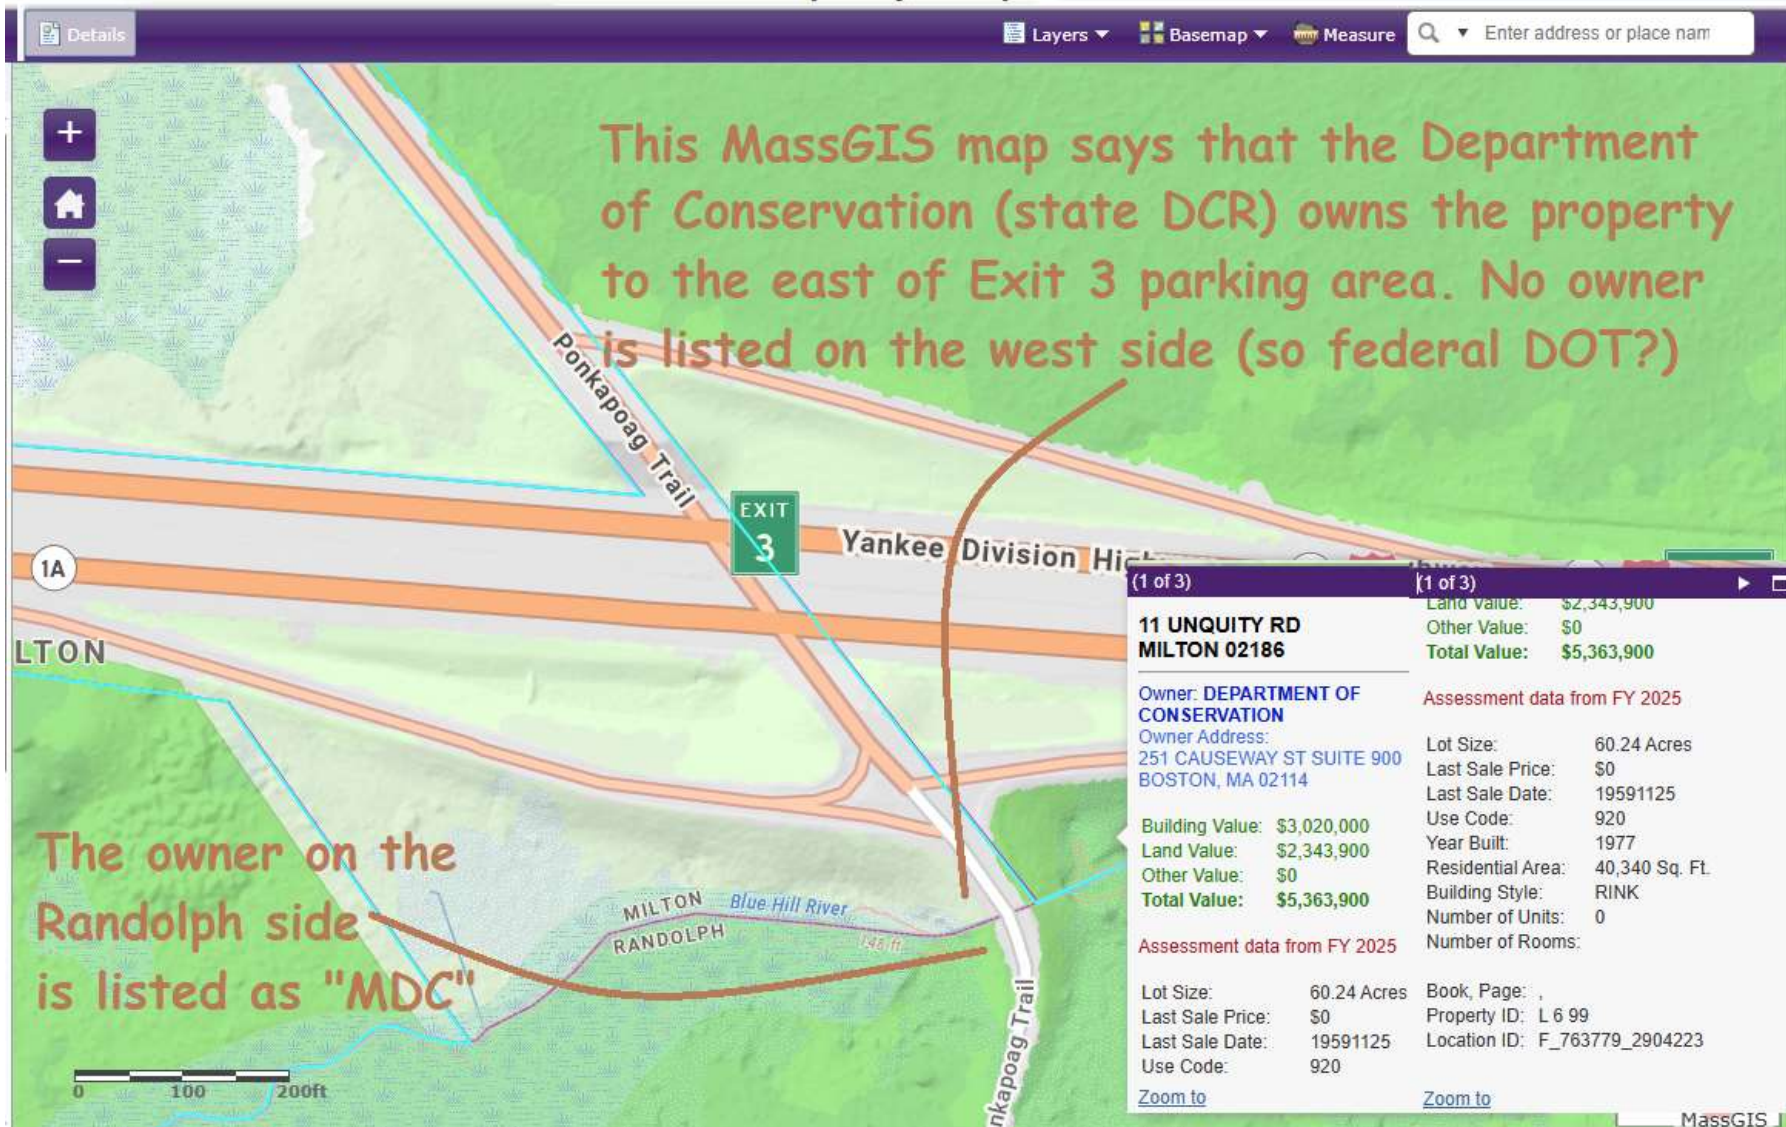 Details
Layers
Basemap
Measure
Enter address or place nam
+
−
This MassGIS map says that the Department
of Conservation (state DCR) owns the property
to the east of Exit 3 parking area. No owner
is listed on the west side (so federal DOT?)
Ponkapoag Trail
EXIT
3
Yankee Division
1A
LTON
The owner on the
Randolph side
is listed as "MDC"
MILTON
RANDOLPH
Blue Hill River
148 ft
nkapoag Trail
0 100 200ft
(1 of 3)
11 UNQUITY RD
MILTON 02186
Owner: DEPARTMENT OF
CONSERVATION
Owner Address:
251 CAUSEWAY ST SUITE 900
BOSTON, MA 02114
Building Value: $3,020,000
Land Value: $2,343,900
Other Value: $0
Total Value: $5,363,900
Assessment data from FY 2025
Lot Size: 60.24 Acres
Last Sale Price: $0
Last Sale Date: 19591125
Use Code: 920
Zoom to
(1 of 3)
Land Value: $2,343,900
Other Value: $0
Total Value: $5,363,900
Assessment data from FY 2025
Lot Size: 60.24 Acres
Last Sale Price: $0
Last Sale Date: 19591125
Use Code: 920
Year Built: 1977
Residential Area: 40,340 Sq. Ft.
Building Style: RINK
Number of Units: 0
Number of Rooms:
Book, Page: ,
Property ID: L 6 99
Location ID: F_763779_2904223
Zoom to
MassGIS